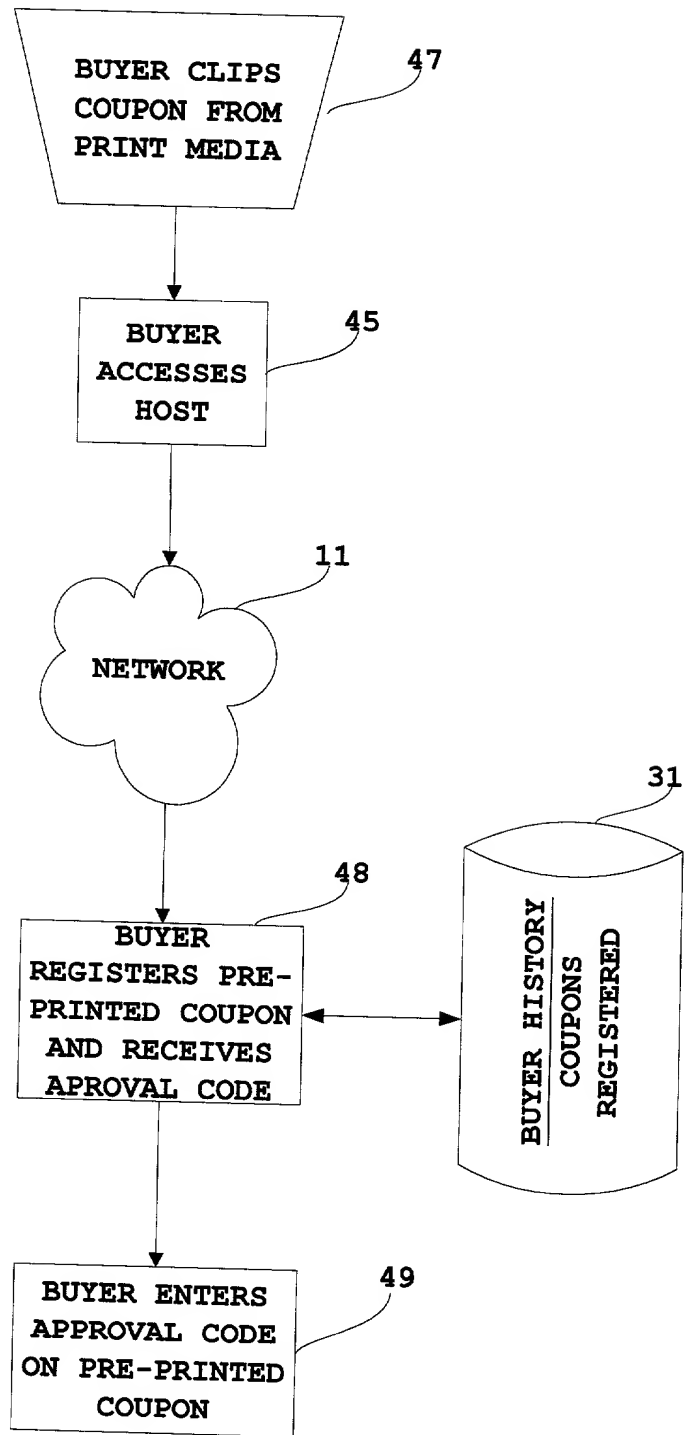 BUYER CLIPS
COUPON FROM
PRINT MEDIA
47
BUYER
ACCESSES
HOST
45
NETWORK
11
BUYER
REGISTERS PRE-
PRINTED COUPON
AND RECEIVES
APROVAL CODE
48
BUYER HISTORY
COUPONS
REGISTERED
31
BUYER ENTERS
APPROVAL CODE
ON PRE-PRINTED
COUPON
49